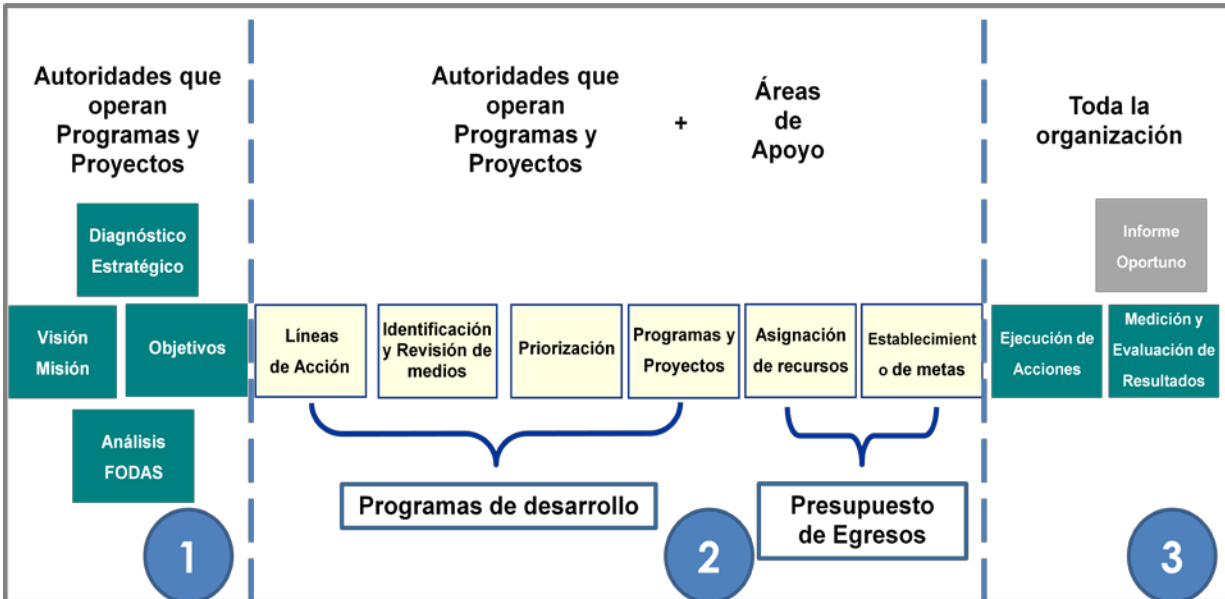 Autoridades que
operan
Programas y
Proyectos
Diagnóstico
Estratégico
Visión
Misión
Objetivos
Análisis
FODAS
1
Autoridades que
operan
Programas y
Proyectos
+
Áreas
de
Apoyo
Líneas
de Acción
Identificación
y Revisión de
medios
Priorización
Programas y
Proyectos
Asignación
de recursos
Establecimient
o de metas
Programas de desarrollo
Presupuesto
de Egresos
2
Toda la
organización
Informe
Oportuno
Ejecución de
Acciones
Medición y
Evaluación de
Resultados
3